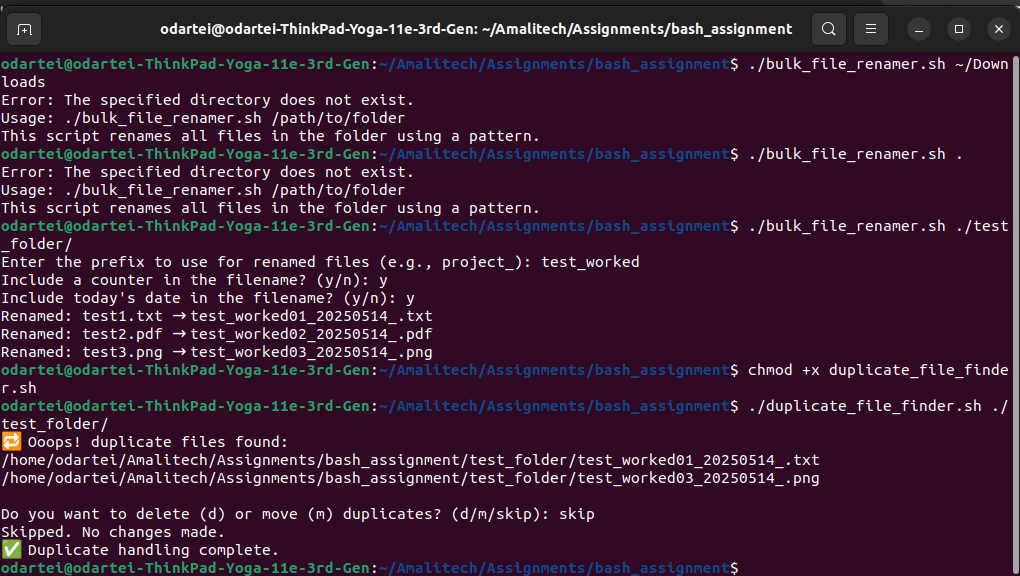 odartei@odartei-ThinkPad-Yoga-11e-3rd-Gen: ~/Amalitech/Assignments/bash_assignment
odartei@odartei-ThinkPad-Yoga-11e-3rd-Gen:~/Amalitech/Assignments/bash_assignment$ ./bulk_file_renamer.sh ~/Down
loads
Error: The specified directory does not exist.
Usage: ./bulk_file_renamer.sh /path/to/folder
This script renames all files in the folder using a pattern.
odartei@odartei-ThinkPad-Yoga-11e-3rd-Gen:~/Amalitech/Assignments/bash_assignment$ ./bulk_file_renamer.sh .
Error: The specified directory does not exist.
Usage: ./bulk_file_renamer.sh /path/to/folder
This script renames all files in the folder using a pattern.
odartei@odartei-ThinkPad-Yoga-11e-3rd-Gen:~/Amalitech/Assignments/bash_assignment$ ./bulk_file_renamer.sh ./test
_folder/
Enter the prefix to use for renamed files (e.g., project_): test_worked
Include a counter in the filename? (y/n): y
Include today's date in the filename? (y/n): y
Renamed: test1.txt → test_worked01_20250514_.txt
Renamed: test2.pdf → test_worked02_20250514_.pdf
Renamed: test3.png → test_worked03_20250514_.png
odartei@odartei-ThinkPad-Yoga-11e-3rd-Gen:~/Amalitech/Assignments/bash_assignment$ chmod +x duplicate_file_finde
r.sh
odartei@odartei-ThinkPad-Yoga-11e-3rd-Gen:~/Amalitech/Assignments/bash_assignment$ ./duplicate_file_finder.sh ./
test_folder/
🔁 Ooops! duplicate files found:
/home/odartei/Amalitech/Assignments/bash_assignment/test_folder/test_worked01_20250514_.txt
/home/odartei/Amalitech/Assignments/bash_assignment/test_folder/test_worked03_20250514_.png
Do you want to delete (d) or move (m) duplicates? (d/m/skip): skip
Skipped. No changes made.
✅ Duplicate handling complete.
odartei@odartei-ThinkPad-Yoga-11e-3rd-Gen:~/Amalitech/Assignments/bash_assignment$